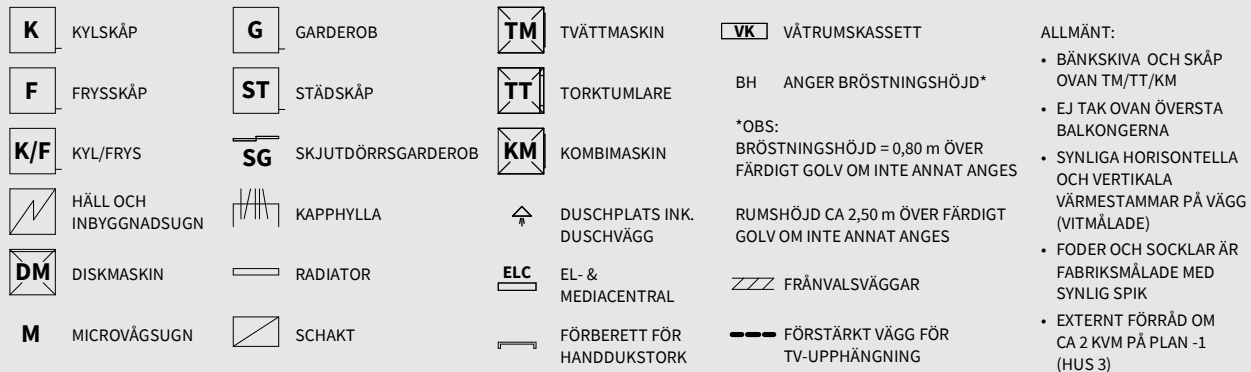 K KYLSKÅP
F FRYSSKÅP
K/F KYL/FRYS
HÄLL OCH
INBYGGNADSUGN
DM DISKMASKIN
M MICROVÅGSUGN
G GARDEROB
ST STÄDSKÅP
SG SKJUTDÖRRSGARDEROB
KAPPHYLLA
RADIATOR
SCHAKT
TM TVÄTTMASKIN
TT TORKTUMLARE
KM KOMBIMASKIN
DUSCHPLATS INK.
DUSCHVÄGG
ELC EL- &
MEDIACENTRAL
FÖRBERETT FÖR
HANDDUKSTORK
VK VÅTRUMSKASSETT
BH ANGER BRÖSTNINGSHÖJD*
*OBS:
BRÖSTNINGSHÖJD = 0,80 m ÖVER
FÄRDIGT GOLV OM INTE ANNAT ANGES
RUMSHÖJD CA 2,50 m ÖVER FÄRDIGT
GOLV OM INTE ANNAT ANGES
FRÅNVALSVÄGGAR
FÖRSTÄRKT VÄGG FÖR
TV-UPPHÄNGNING
ALLMÄNT:
• BÄNKSKIVA OCH SKÅP
OVAN TM/TT/KM
• EJ TAK OVAN ÖVERSTA
BALKONGERNA
• SYNLIGA HORISONTELLA
OCH VERTIKALA
VÄRMESTAMMAR PÅ VÄGG
(VITMÅLADE)
• FODER OCH SOCKLAR ÄR
FABRIKSMÅLADE MED
SYNLIG SPIK
• EXTERNT FÖRRÅD OM
CA 2 KVM PÅ PLAN -1
(HUS 3)